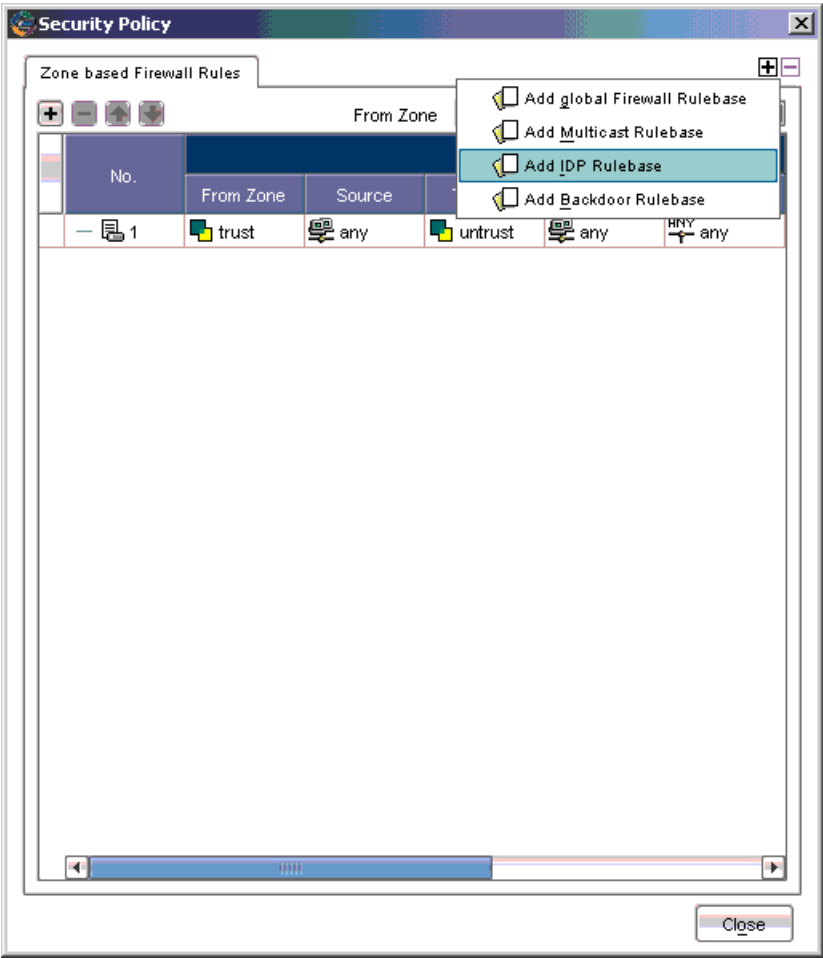 Security Policy
Zone based Firewall Rules
From Zone
Add global Firewall Rulebase
Add Multicast Rulebase
Add IDP Rulebase
Add Backdoor Rulebase
No.
From Zone
Source
1
trust
any
untrust
any
ANY
any
Close